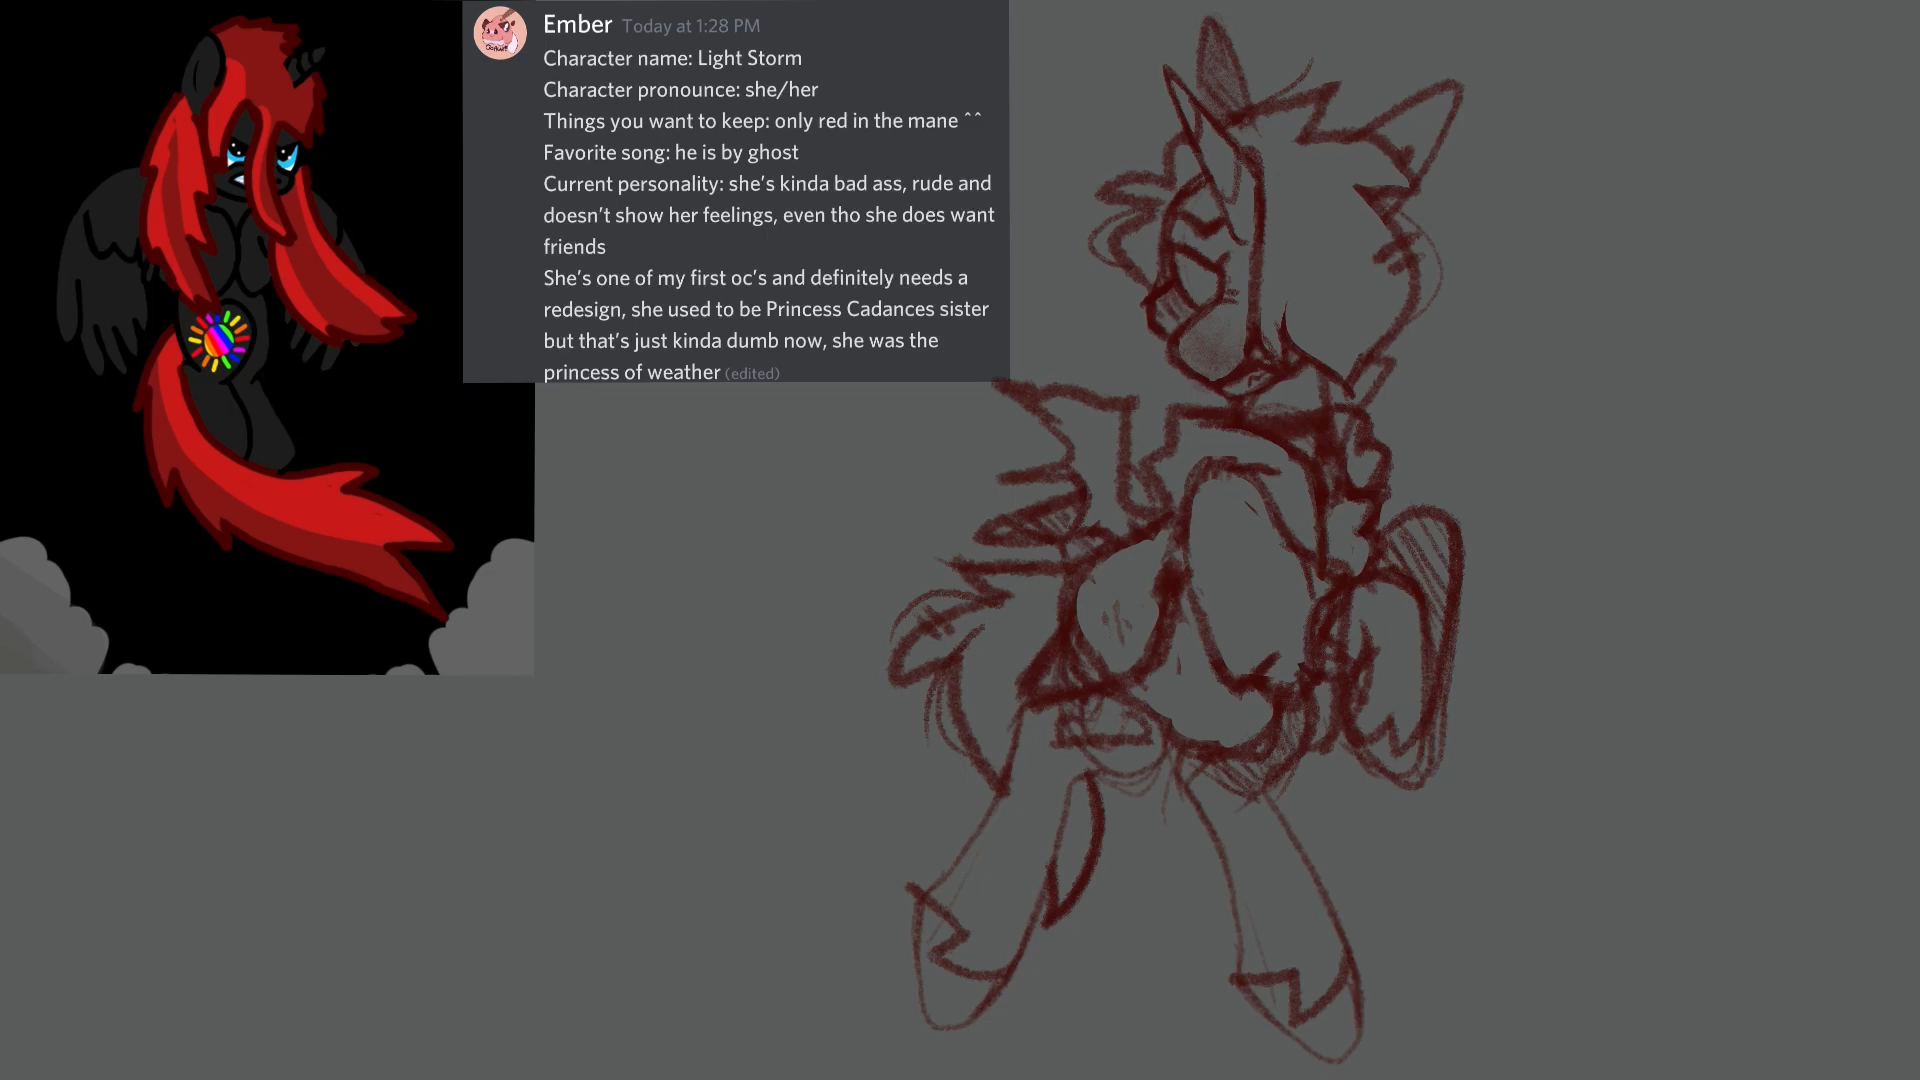 Ember Today at 1:28 PM
Character name: Light Storm
Character pronounce: she/her
Things you want to keep: only red in the mane ^^
Favorite song: he is by ghost
Current personality: she's kinda bad ass, rude and
doesn't show her feelings, even tho she does want
friends
She's one of my first oc's and definitely needs a
redesign, she used to be Princess Cadances sister
but that's just kinda dumb now, she was the
princess of weather (edited)